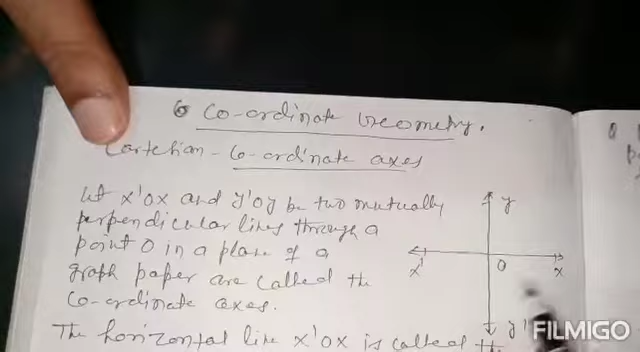 6 Co-ordinate Geometry.
Cartesian - Co-ordinate axes
Let x'ox and y'oy be two mutually
perpendicular lines through a
point O in a plane of a
graph paper are called the
Co-ordinate axes.
The horizontal line x'ox is called the
y
x'
O
x
y'
FILMIGO